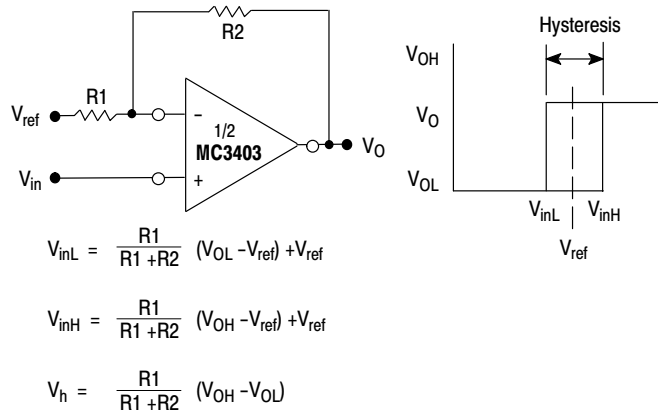 R2
Hysteresis
R1
V_ref
−
1/2
MC3403
V_O
V_in
+
V_OH
V_O
V_OL
V_inL
V_inH
V_ref
V_inL = R1 / (R1 +R2) (V_OL –V_ref) +V_ref
V_inH = R1 / (R1 +R2) (V_OH –V_ref) +V_ref
V_h = R1 / (R1 +R2) (V_OH –V_OL)